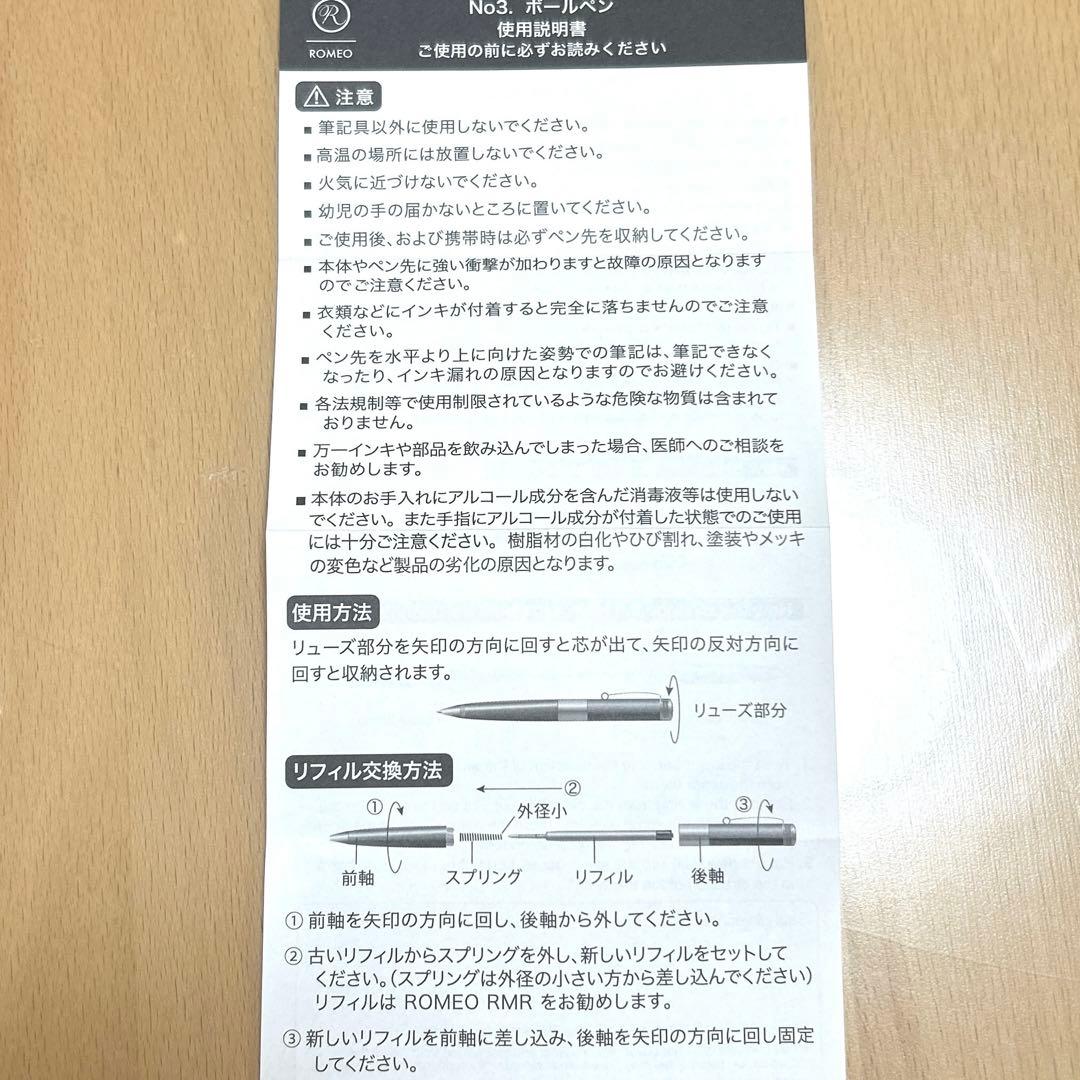 R
ROMEO
No3. ボールペン
使用説明書
ご使用の前に必ずお読みください
注意
■ 筆記具以外に使用しないでください。
■ 高温の場所には放置しないでください。
■ 火気に近づけないでください。
■ 幼児の手の届かないところに置いてください。
■ ご使用後、および携帯時は必ずペン先を収納してください。
■ 本体やペン先に強い衝撃が加わりますと故障の原因となります
のでご注意ください。
■ 衣類などにインキが付着すると完全に落ちませんのでご注意
ください。
■ ペン先を水平より上に向けた姿勢での筆記は、筆記できなく
なったり、インキ漏れの原因となりますのでお避けください。
■ 各法規制等で使用制限されているような危険な物質は含まれて
おりません。
■ 万一インキや部品を飲み込んでしまった場合、医師へのご相談を
お勧めします。
■ 本体のお手入れにアルコール成分を含んだ消毒液等は使用しない
でください。また手指にアルコール成分が付着した状態でのご使用
には十分ご注意ください。樹脂材の白化やひび割れ、塗装やメッキ
の変色など製品の劣化の原因となります。
使用方法
リューズ部分を矢印の方向に回すと芯が出て、矢印の反対方向に
回すと収納されます。
リューズ部分
リフィル交換方法
① ② ③
外径小
前軸 スプリング リフィル 後軸
① 前軸を矢印の方向に回し、後軸から外してください。
② 古いリフィルからスプリングを外し、新しいリフィルをセットして
ください。(スプリングは外径の小さい方から差し込んでください)
リフィルは ROMEO RMR をお勧めします。
③ 新しいリフィルを前軸に差し込み、後軸を矢印の方向に回し固定
してください。